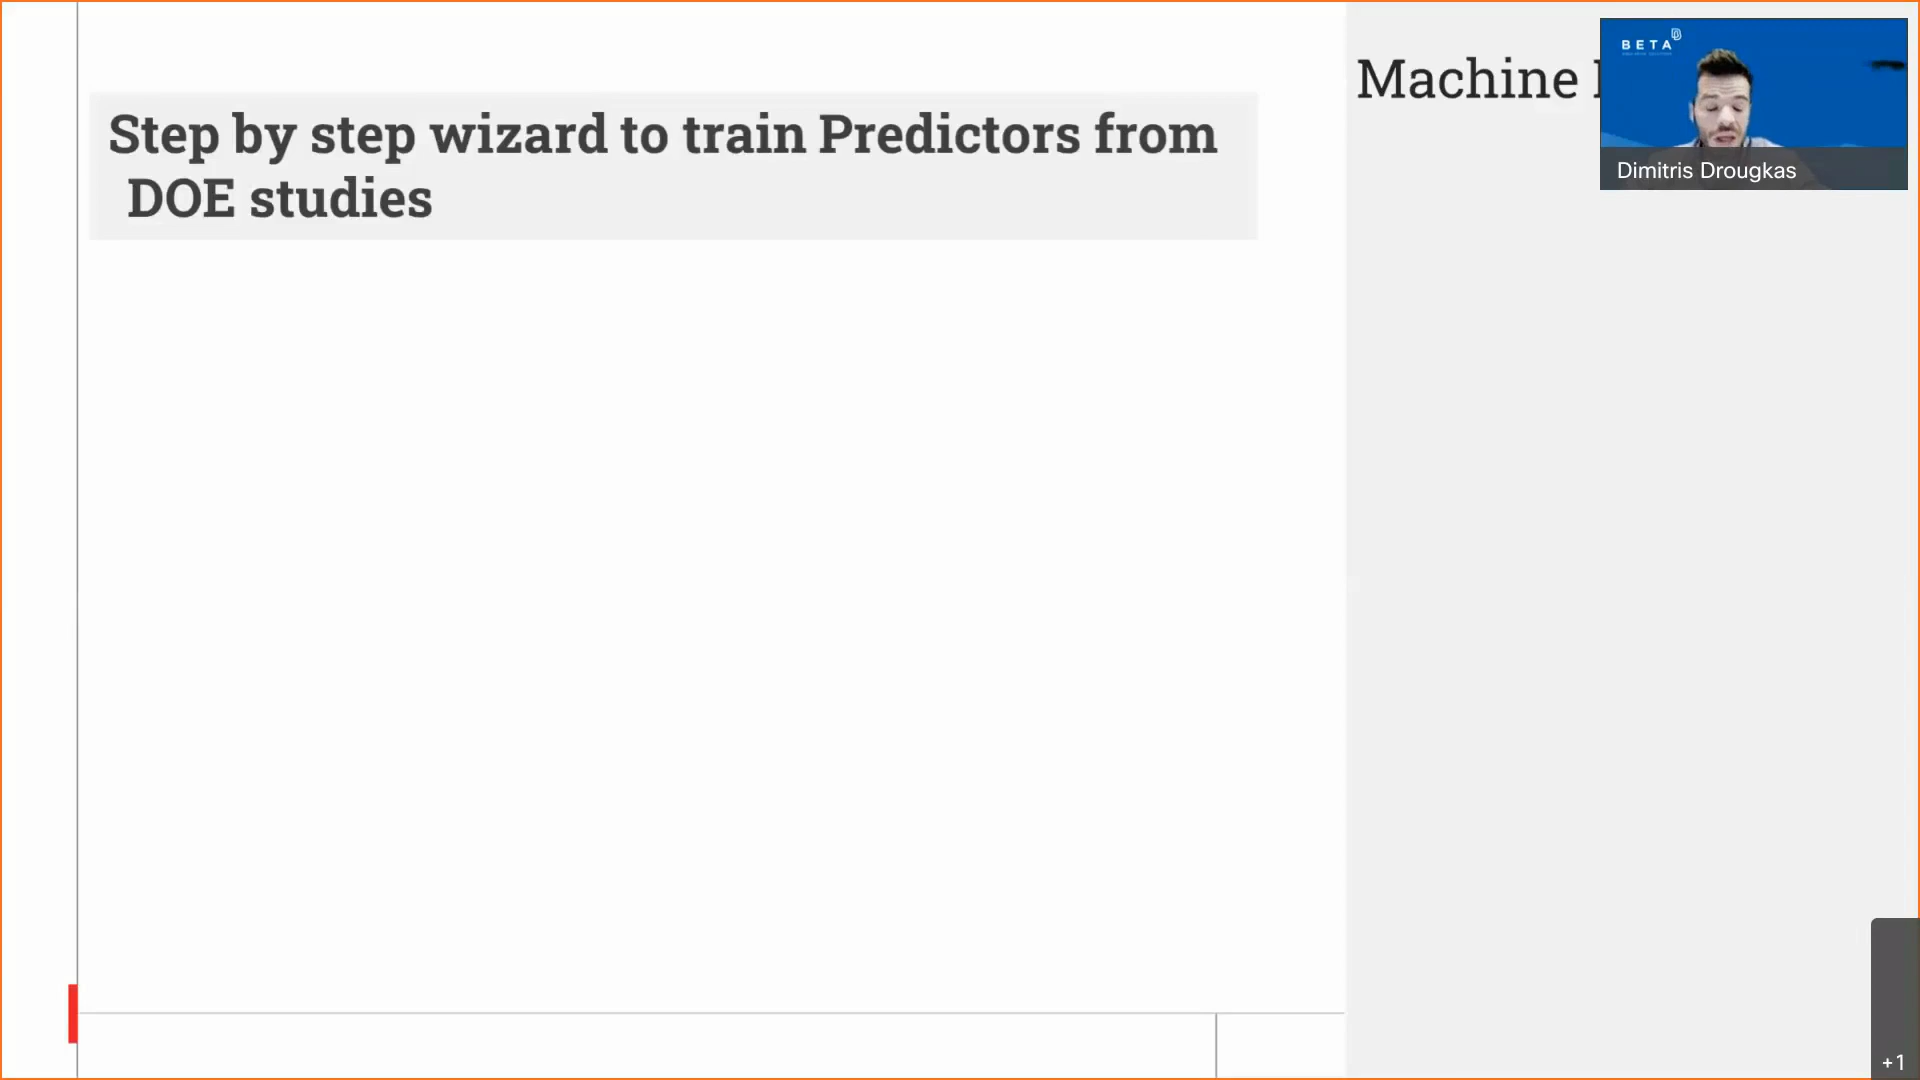 Step by step wizard to train Predictors from
DOE studies
Machine
BETA
Dimitris Drougkas
+1